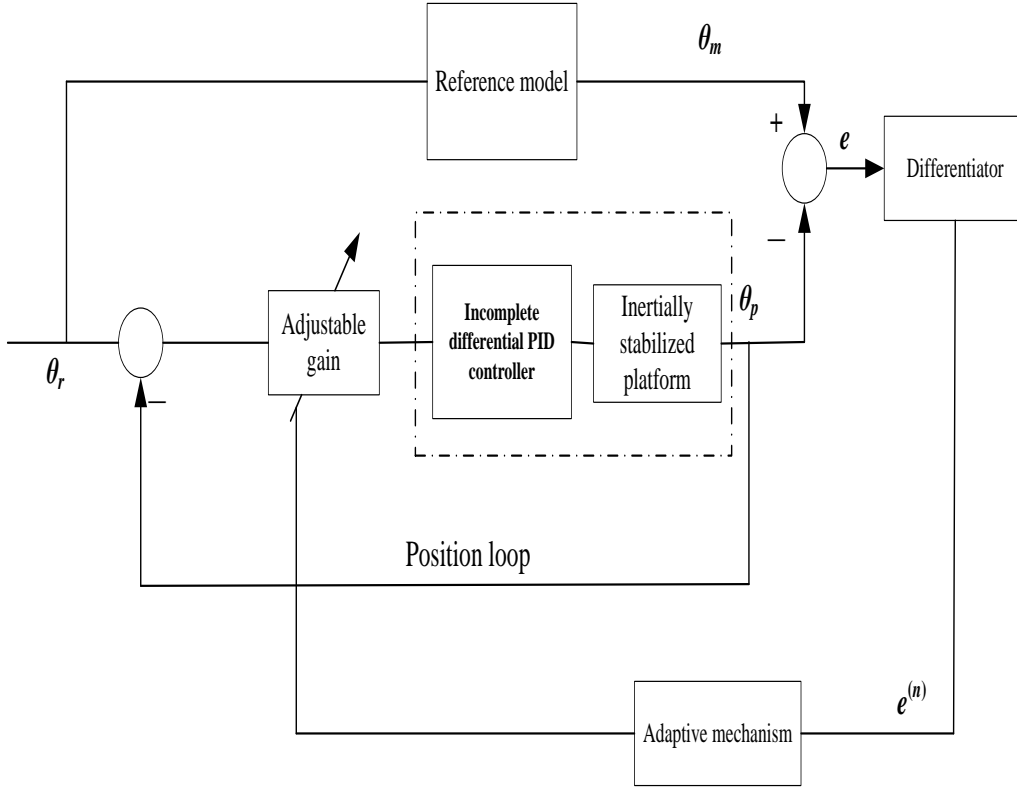 θm
Reference model
+
e
Differentiator
−
Incomplete
differential PID
controller
Inertially
stabilized
platform
θp
Adjustable
gain
θr
−
Position loop
e(n)
Adaptive mechanism